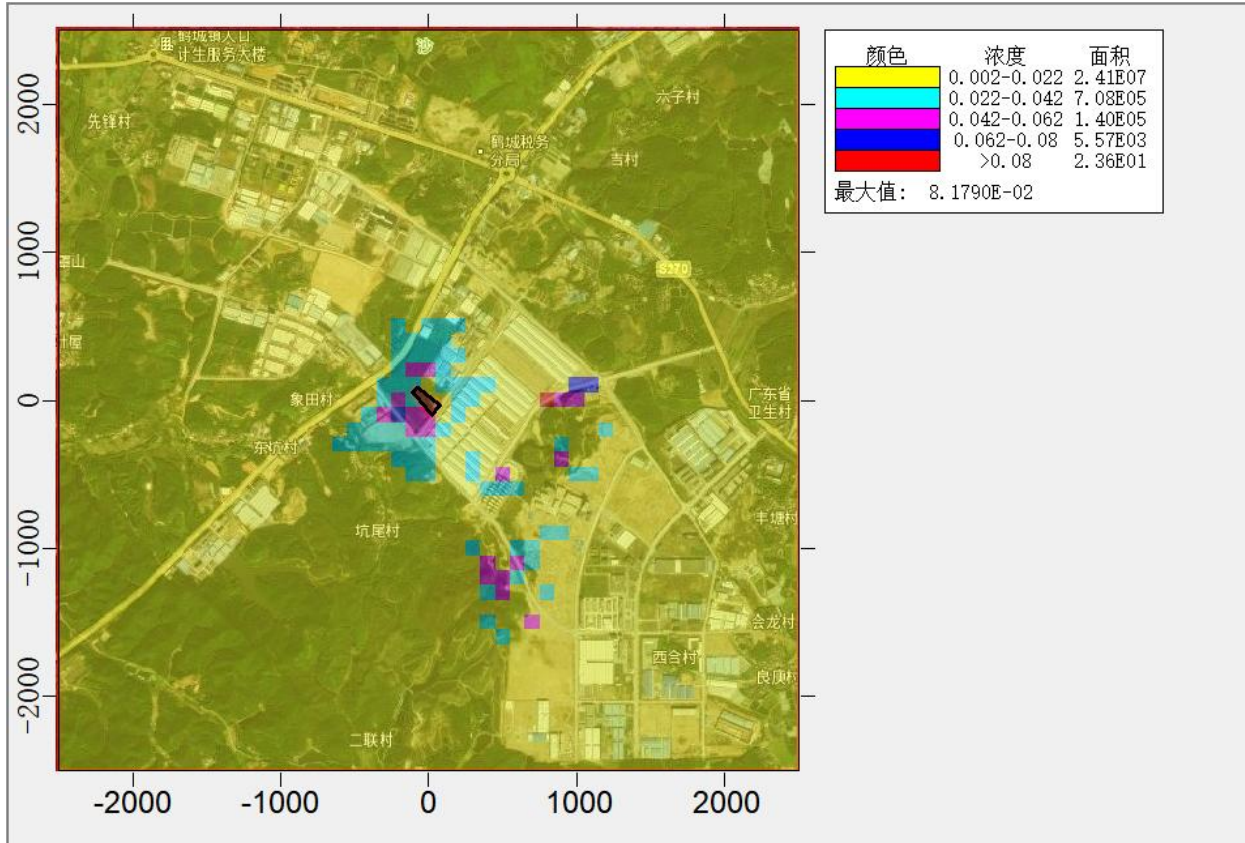 鹤城镇人口
计生服务大楼
沙
2000
六子村
先锋村
鹤城税务
分局
吉村
1000
S270
0
象田村
广东省
卫生村
东坑村
坑尾村
丰塘村
-1000
会龙村
西合村
良顶村
-2000
二联村
-2000
-1000
0
1000
2000
颜色 浓度 面积
0.002-0.022 2.41E07
0.022-0.042 7.08E05
0.042-0.062 1.40E05
0.062-0.08 5.57E03
>0.08 2.36E01
最大值: 8.1790E-02